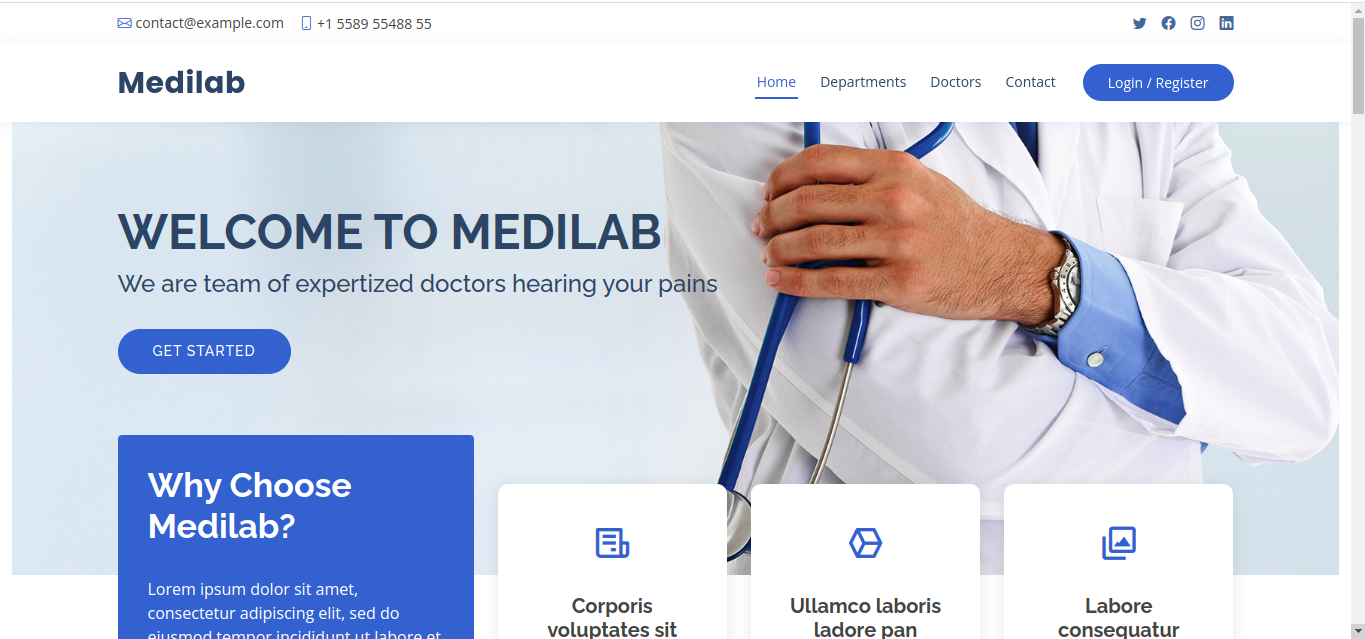 contact@example.com +1 5589 55488 55
Medilab
Home Departments Doctors Contact Login / Register
WELCOME TO MEDILAB
We are team of expertized doctors hearing your pains
GET STARTED
Why Choose
Medilab?
Lorem ipsum dolor sit amet,
consectetur adipiscing elit, sed do
eiusmod tempor incididunt ut labore et
Corporis
voluptates sit
Ullamco laboris
ladore pan
Labore
consequatur